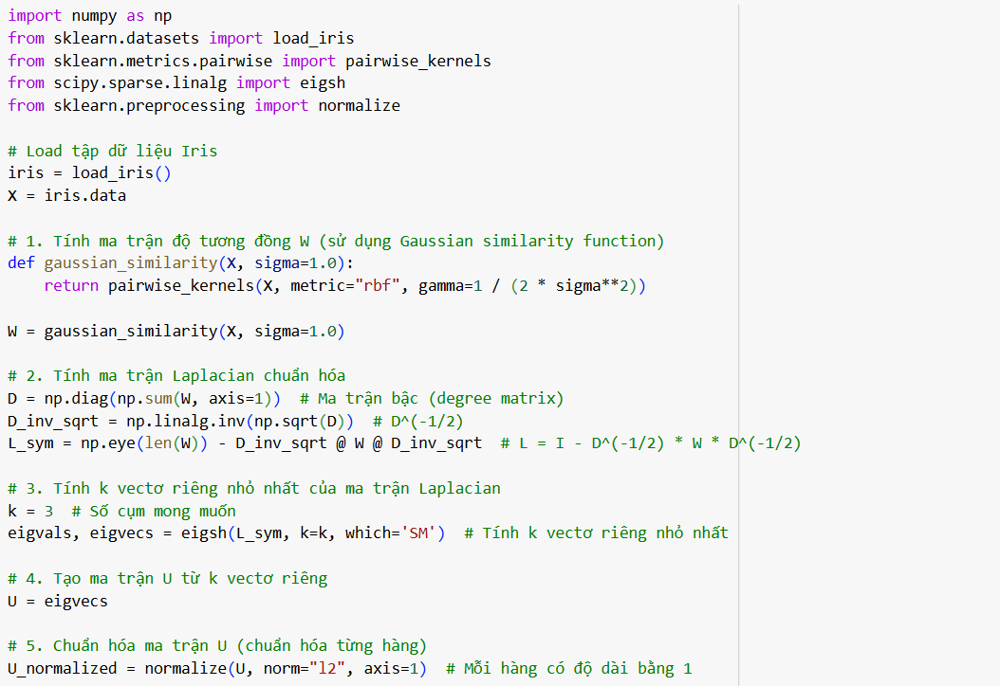 import numpy as np
from sklearn.datasets import load_iris
from sklearn.metrics.pairwise import pairwise_kernels
from scipy.sparse.linalg import eigsh
from sklearn.preprocessing import normalize

# Load tập dữ liệu Iris
iris = load_iris()
X = iris.data

# 1. Tính ma trận độ tương đồng W (sử dụng Gaussian similarity function)
def gaussian_similarity(X, sigma=1.0):
    return pairwise_kernels(X, metric="rbf", gamma=1 / (2 * sigma**2))

W = gaussian_similarity(X, sigma=1.0)

# 2. Tính ma trận Laplacian chuẩn hóa
D = np.diag(np.sum(W, axis=1))  # Ma trận bậc (degree matrix)
D_inv_sqrt = np.linalg.inv(np.sqrt(D))  # D^(-1/2)
L_sym = np.eye(len(W)) - D_inv_sqrt @ W @ D_inv_sqrt  # L = I - D^(-1/2) * W * D^(-1/2)

# 3. Tính k vectơ riêng nhỏ nhất của ma trận Laplacian
k = 3  # Số cụm mong muốn
eigvals, eigvecs = eigsh(L_sym, k=k, which='SM')  # Tính k vectơ riêng nhỏ nhất

# 4. Tạo ma trận U từ k vectơ riêng
U = eigvecs

# 5. Chuẩn hóa ma trận U (chuẩn hóa từng hàng)
U_normalized = normalize(U, norm="l2", axis=1)  # Mỗi hàng có độ dài bằng 1